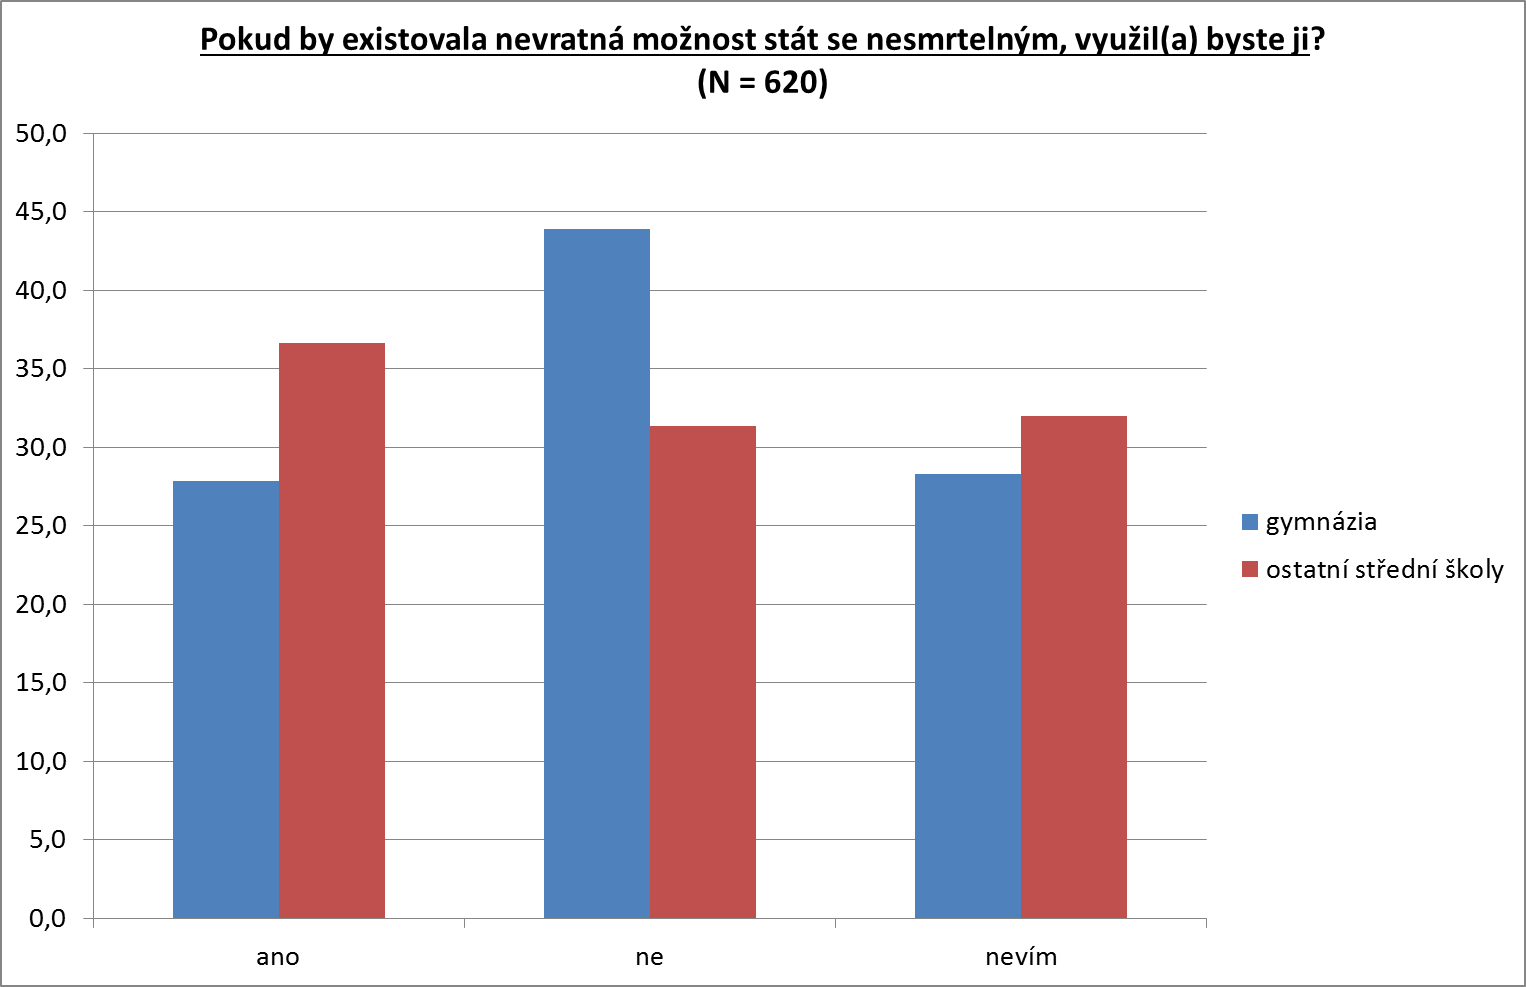 Pokud by existovala nevratná možnost stát se nesmrtelným, využil(a) byste ji?
(N = 620)
50,0
45,0
40,0
35,0
30,0
25,0
20,0
15,0
10,0
5,0
0,0
ano
ne
nevím
gymnázia
ostatní střední školy